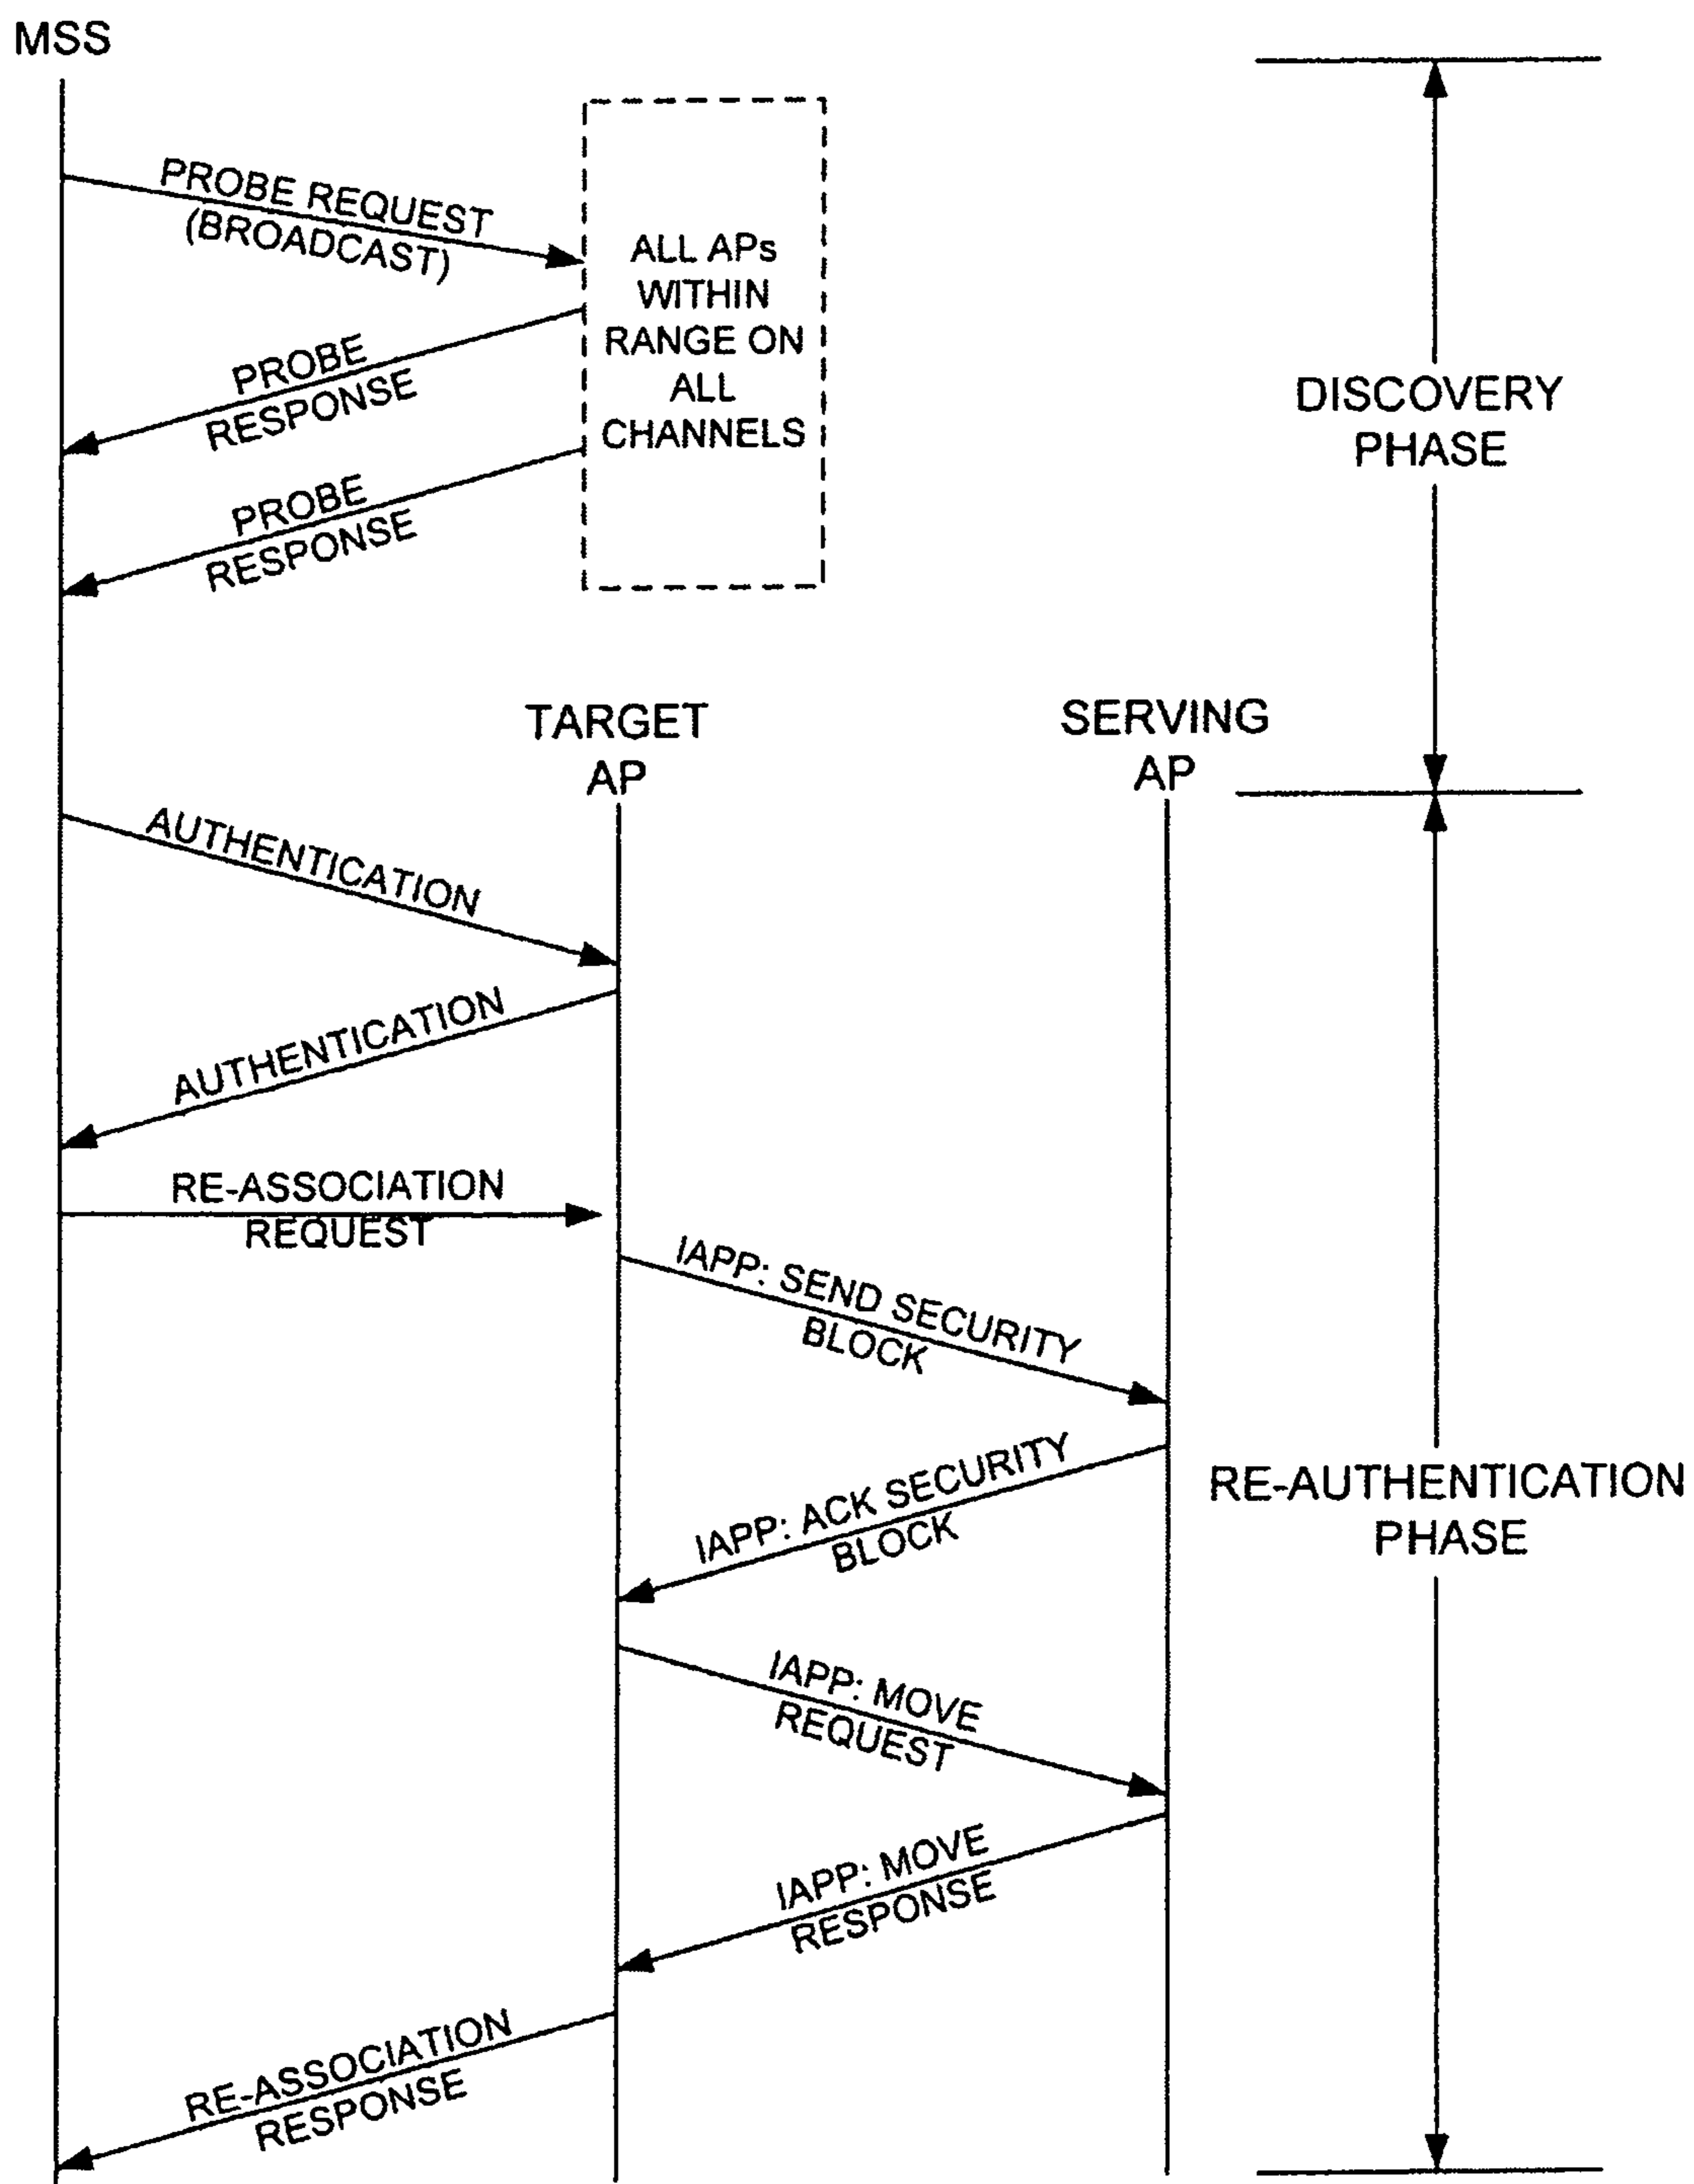 MSS
PROBE REQUEST
(BROADCAST)
ALL APs
WITHIN
RANGE ON
ALL
CHANNELS
PROBE
RESPONSE
PROBE
RESPONSE
DISCOVERY
PHASE
TARGET
AP
SERVING
AP
AUTHENTICATION
AUTHENTICATION
RE-ASSOCIATION
REQUEST
IAPP: SEND SECURITY
BLOCK
IAPP: ACK SECURITY
BLOCK
RE-AUTHENTICATION
PHASE
IAPP: MOVE
REQUEST
IAPP: MOVE
RESPONSE
RE-ASSOCIATION
RESPONSE